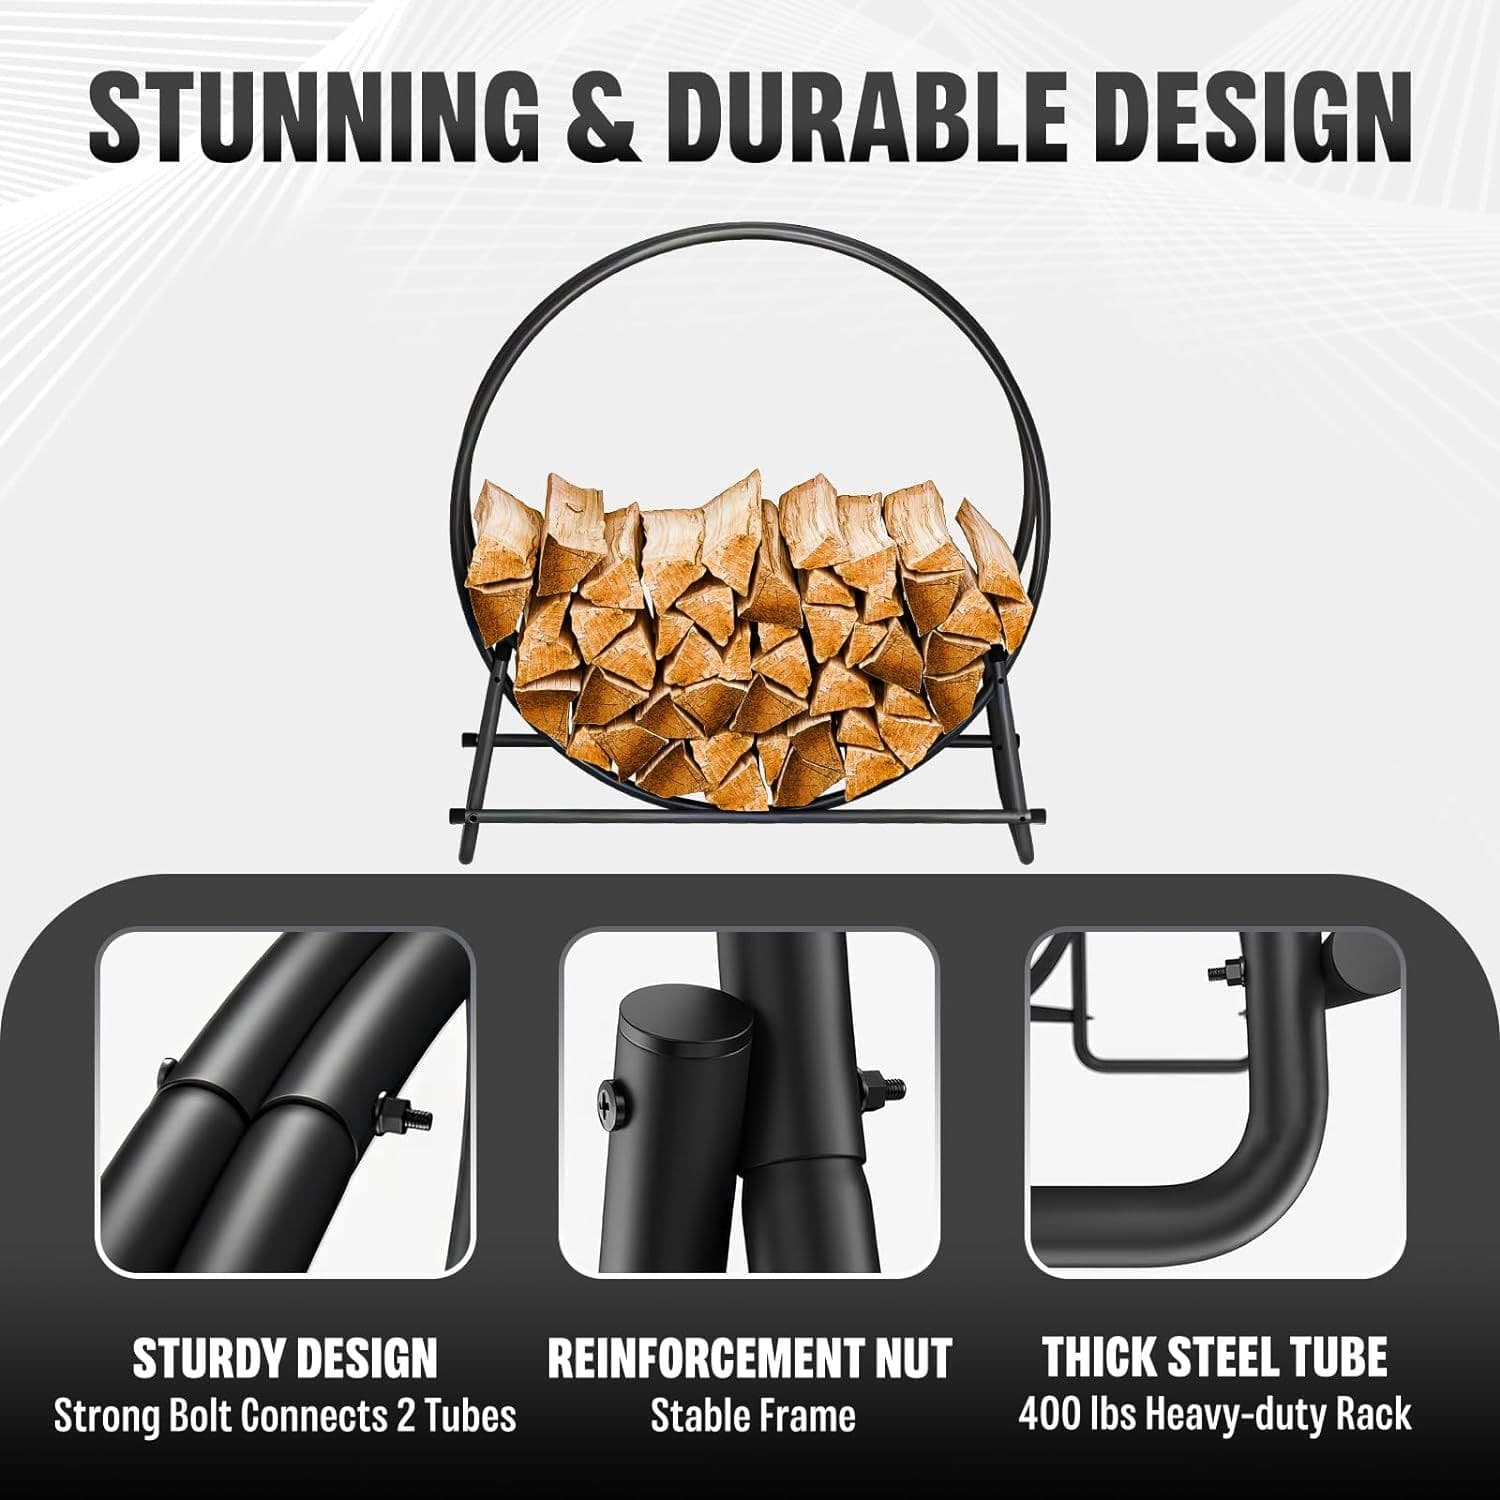 STUNNING & DURABLE DESIGN
STURDY DESIGN
Strong Bolt Connects 2 Tubes
REINFORCEMENT NUT
Stable Frame
THICK STEEL TUBE
400 lbs Heavy-duty Rack